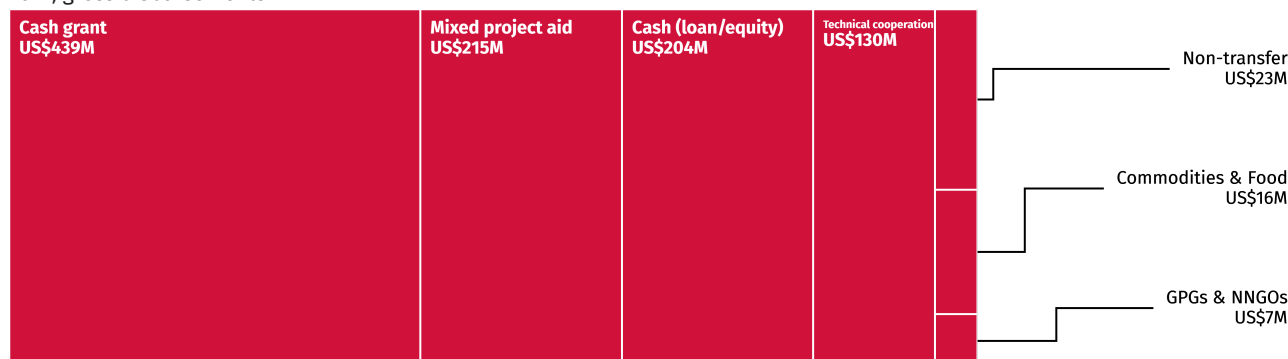 Cash grant
US$439M
Mixed project aid
US$215M
Cash (loan/equity)
US$204M
Technical cooperation
US$130M
Non-transfer
US$23M
Commodities & Food
US$16M
GPGs & NNGOs
US$7M